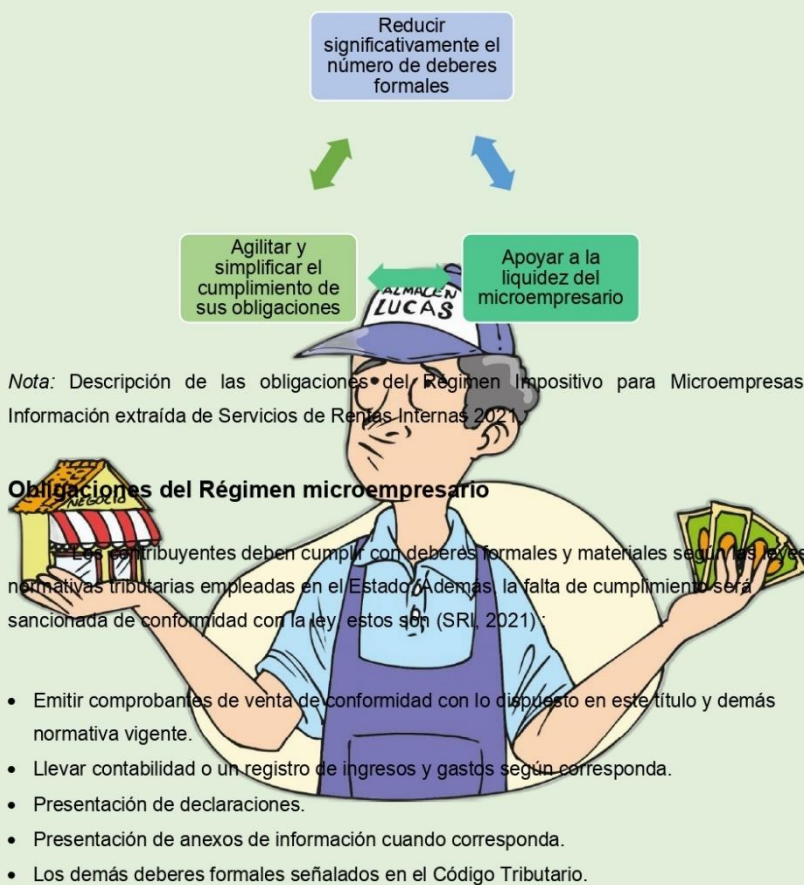 Reducir
significativamente el
número de deberes
formales
Agilitar y
simplificar el
cumplimiento de
sus obligaciones
Apoyar a la
liquidez del
microempresario
ALMACEN
LUCAS
Nota: Descripción de las obligaciones del Régimen Impositivo para Microempresas
Información extraída de Servicios de Rentas Internas 2021
Obligaciones del Régimen microempresario
NEGOCIO
Los contribuyentes deben cumplir con deberes formales y materiales según las leyes
normativas tributarias empleadas en el Estado. Además, la falta de cumplimiento será
sancionada de conformidad con la ley, estos son (SRI, 2021) :
• Emitir comprobantes de venta de conformidad con lo dispuesto en este título y demás
normativa vigente.
• Llevar contabilidad o un registro de ingresos y gastos según corresponda.
• Presentación de declaraciones.
• Presentación de anexos de información cuando corresponda.
• Los demás deberes formales señalados en el Código Tributario.